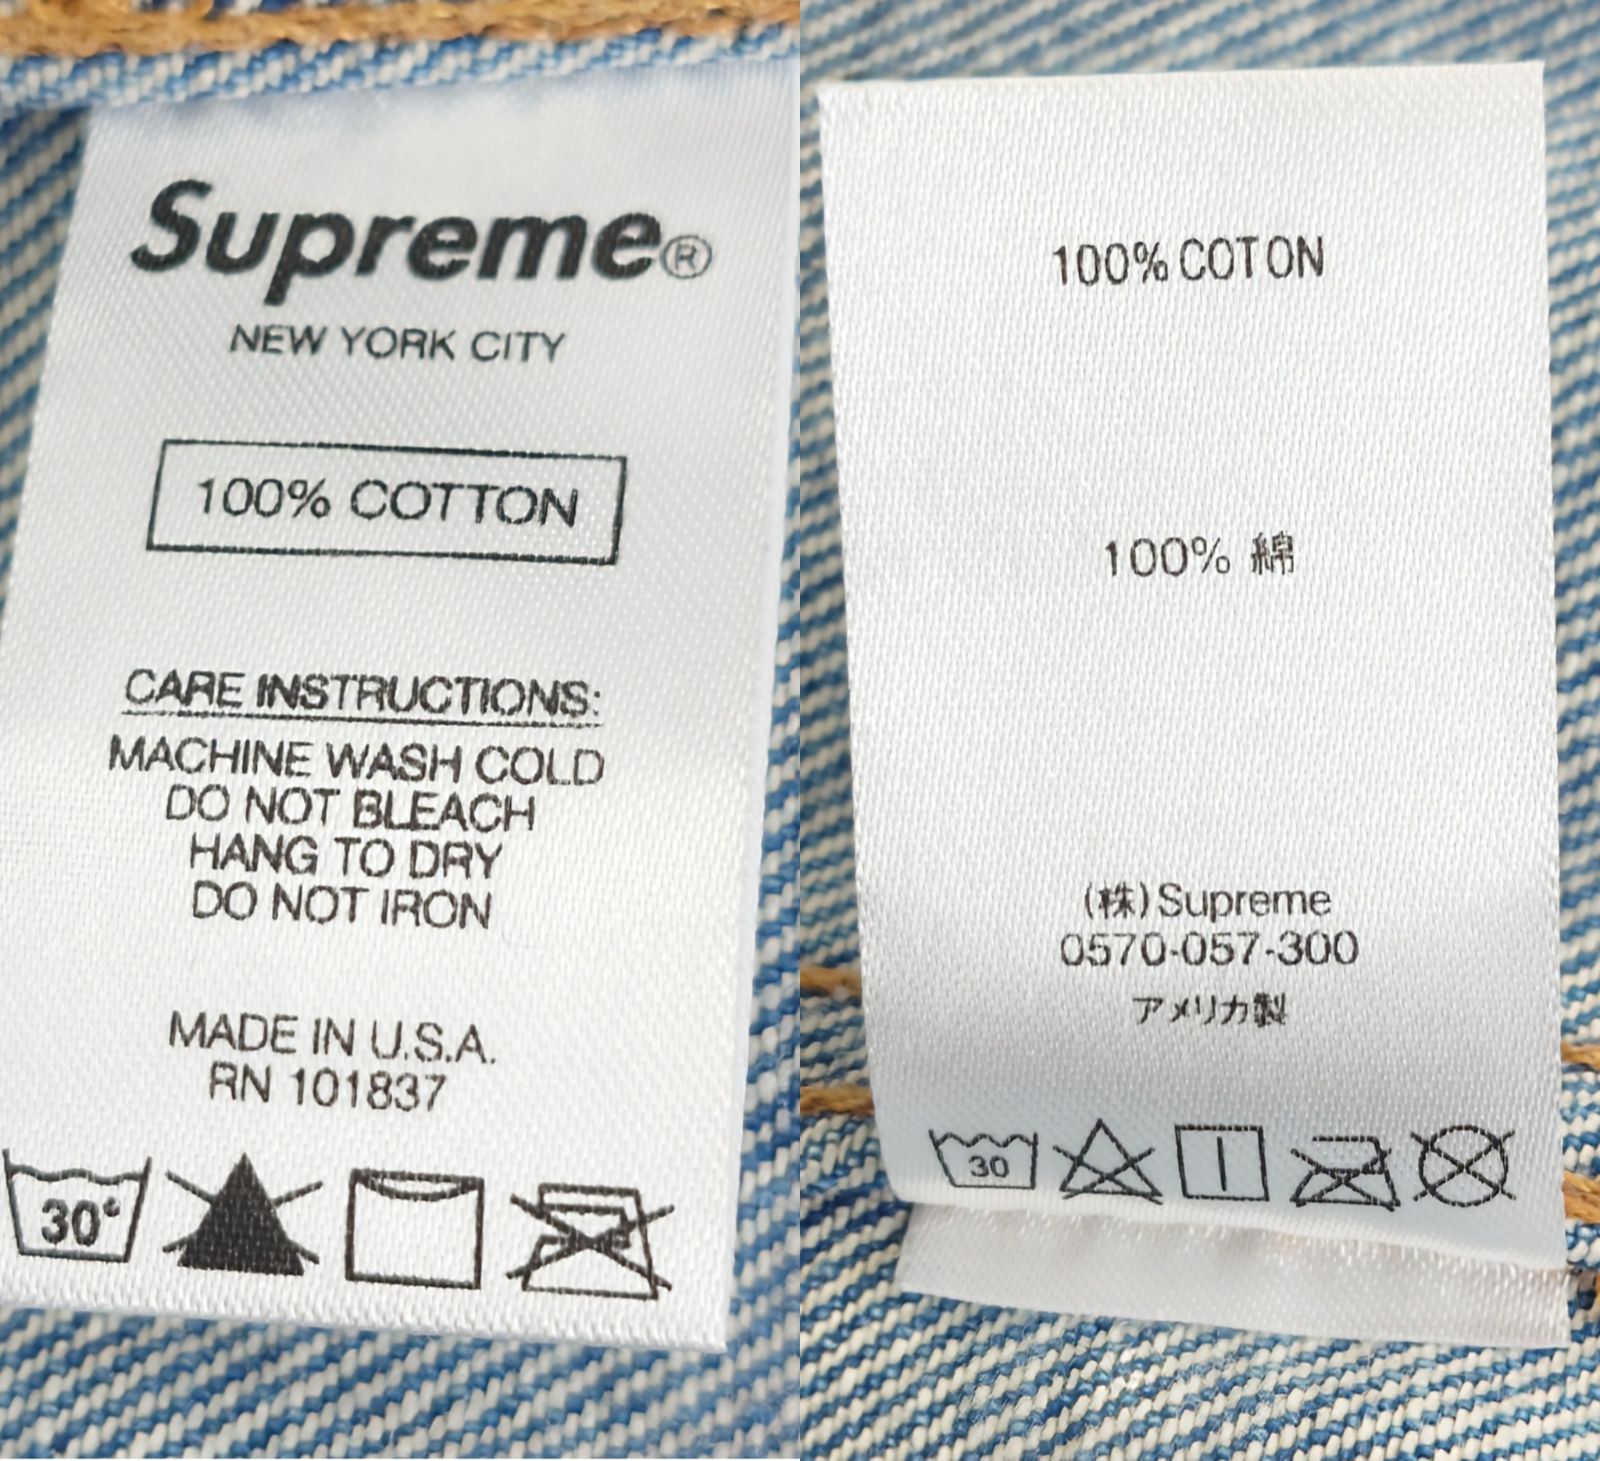 Supreme®
NEW YORK CITY
100% COTTON
CARE INSTRUCTIONS:
MACHINE WASH COLD
DO NOT BLEACH
HANG TO DRY
DO NOT IRON
MADE IN U.S.A.
RN 101837
30°
100% COTON
100% 綿
(株)Supreme
0570-057-300
アメリカ製
30